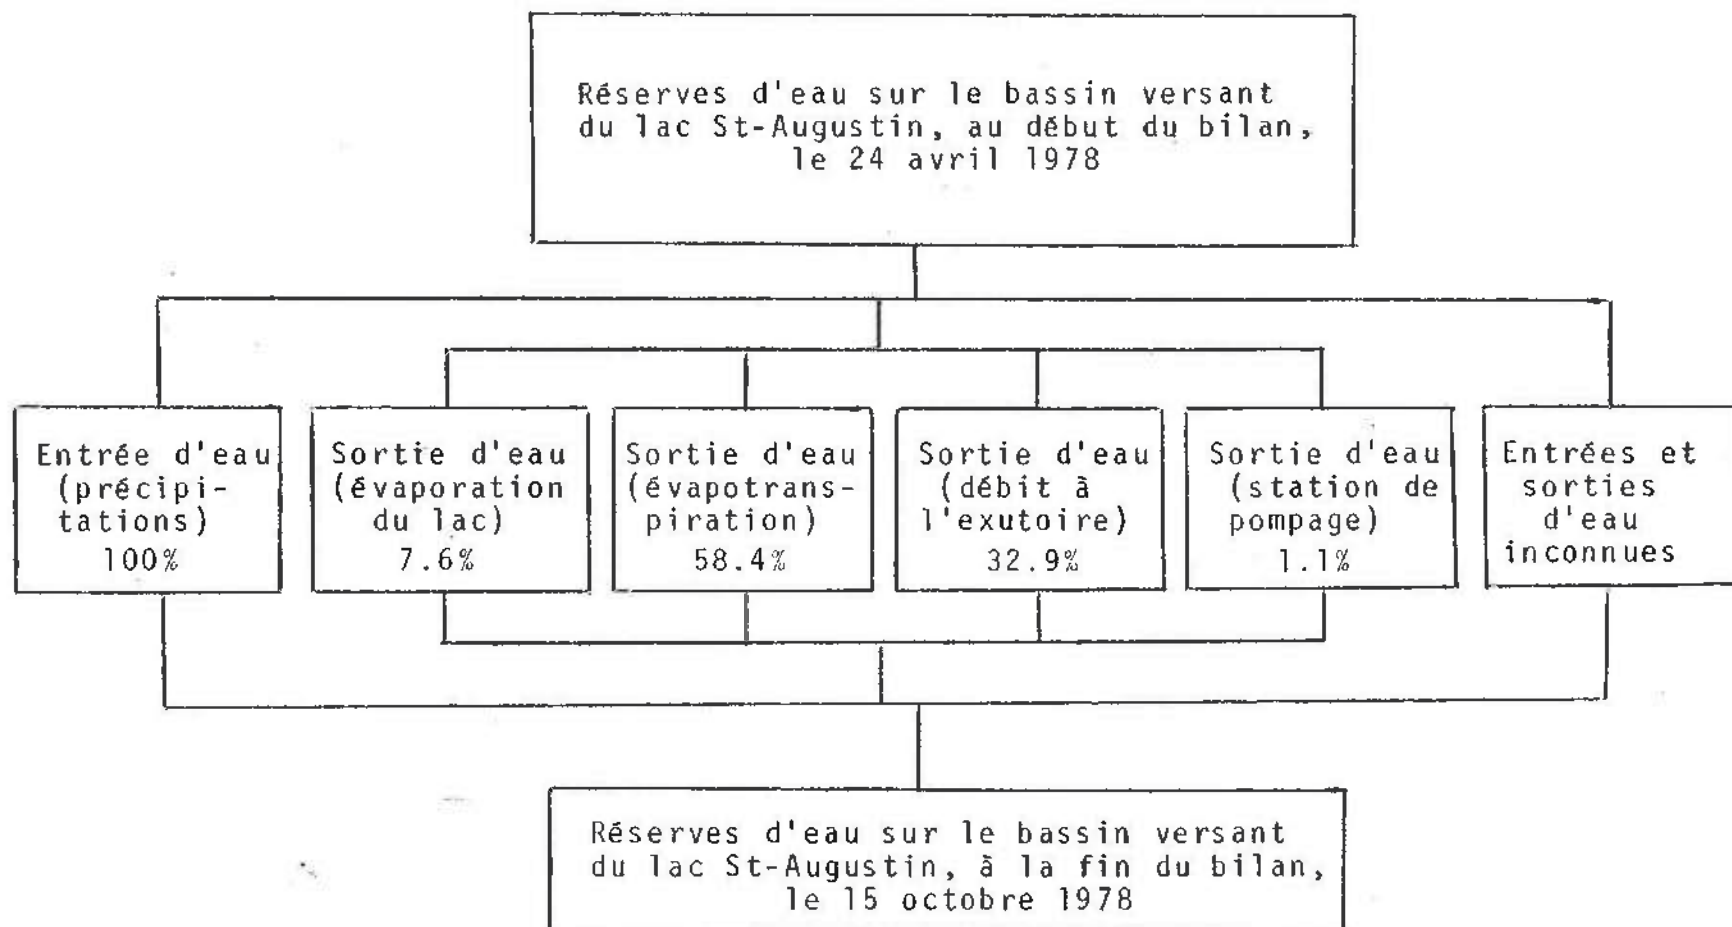 Réserves d'eau sur le bassin versant
du lac St-Augustin, au début du bilan,
le 24 avril 1978
Entrée d'eau
(précipi-
tations)
100%
Sortie d'eau
(évaporation
du lac)
7.6%
Sortie d'eau
(évapotrans-
piration)
58.4%
Sortie d'eau
(débit à
l'exutoire)
32.9%
Sortie d'eau
(station de
pompage)
1.1%
Entrées et
sorties
d'eau
inconnues
Réserves d'eau sur le bassin versant
du lac St-Augustin, à la fin du bilan,
le 15 octobre 1978